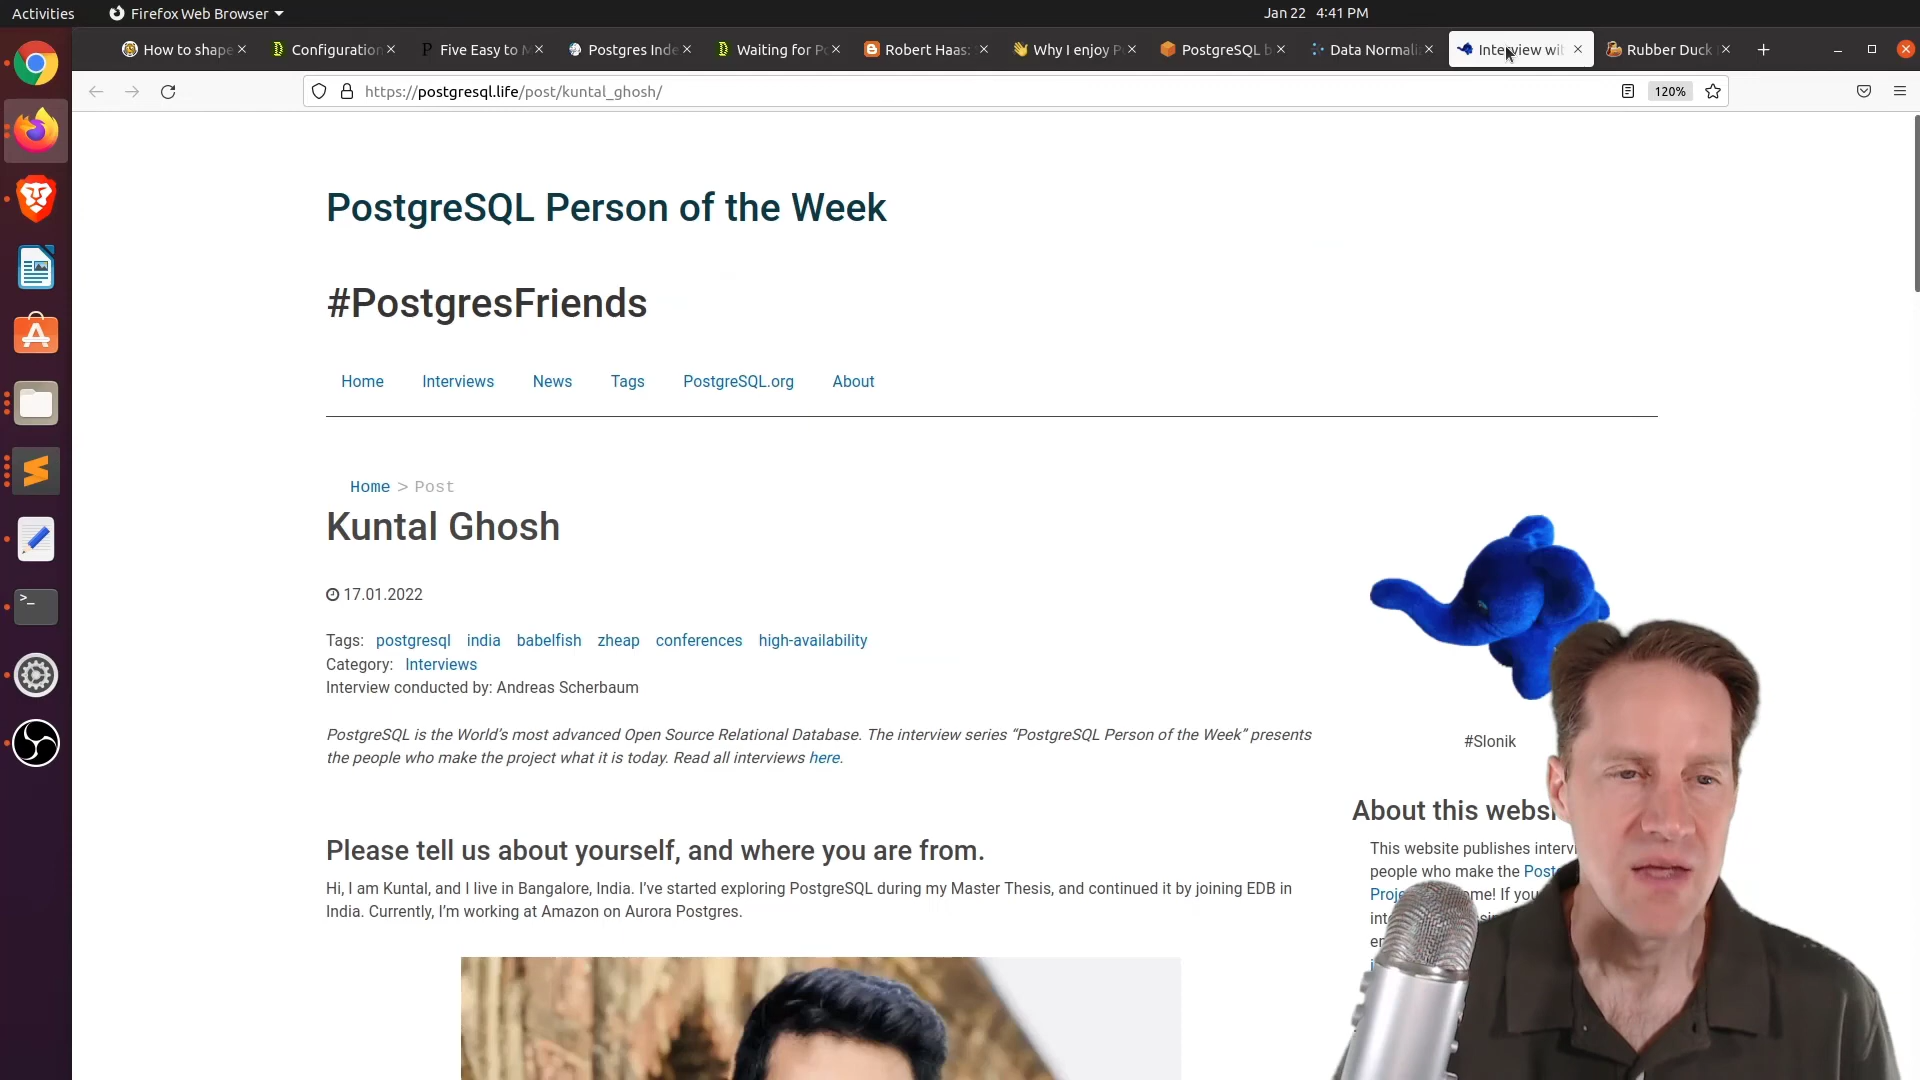 Activities
Firefox Web Browser
Jan 22 4:41 PM
How to shape
Configuration
Five Easy to
Postgres Inde
Waiting for
Robert Haas:
Why I enjoy
PostgreSQL
Data Normali
Interview wit
Rubber Duck
https://postgresql.life/post/kuntal_ghosh/
120%
PostgreSQL Person of the Week
#PostgresFriends
Home Interviews News Tags PostgreSQL.org About
Home > Post
Kuntal Ghosh
17.01.2022
Tags: postgresql india babelfish zheap conferences high-availability
Category: Interviews
Interview conducted by: Andreas Scherbaum
PostgreSQL is the World's most advanced Open Source Relational Database. The interview series “PostgreSQL Person of the Week” presents
the people who make the project what it is today. Read all interviews here.
Please tell us about yourself, and where you are from.
Hi, I am Kuntal, and I live in Bangalore, India. I've started exploring PostgreSQL during my Master Thesis, and continued it by joining EDB in
India. Currently, I'm working at Amazon on Aurora Postgres.
#Slonik
About this
This website publishes
people who make the
If you